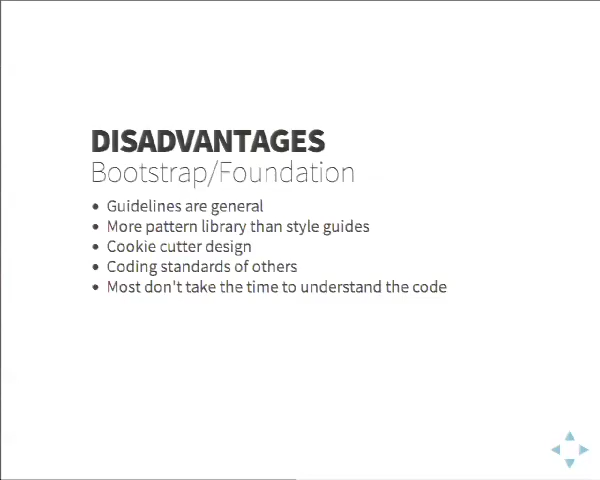 DISADVANTAGES
Bootstrap/Foundation
• Guidelines are general
• More pattern library than style guides
• Cookie cutter design
• Coding standards of others
• Most don't take the time to understand the code